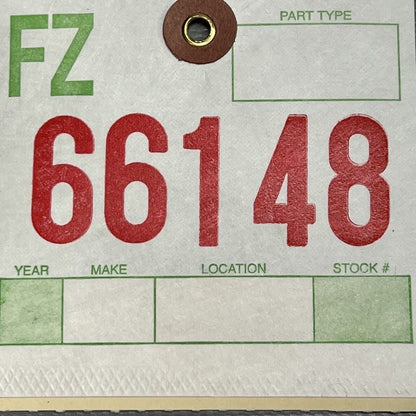 FZ
PART TYPE
66148
YEAR MAKE LOCATION STOCK #